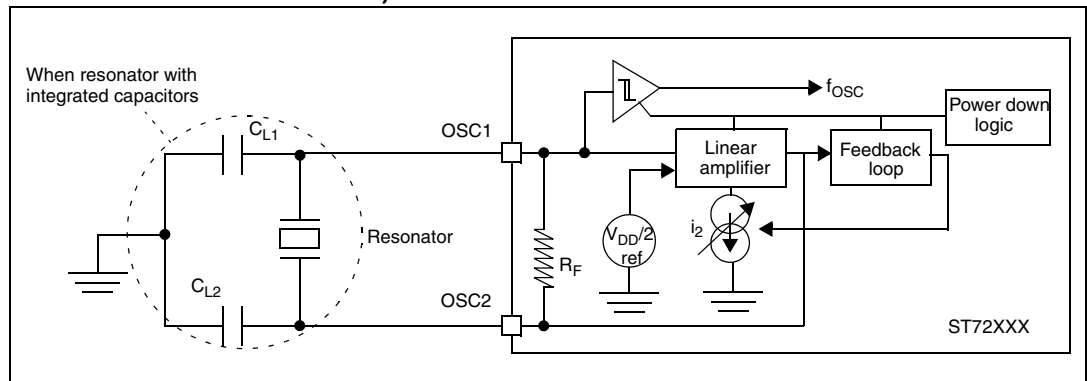 When resonator with
integrated capacitors
CL1
OSC1
fOSC
Power down
logic
Linear
amplifier
Feedback
loop
Resonator
RF
VDD/2
ref
i2
CL2
OSC2
ST72XXX